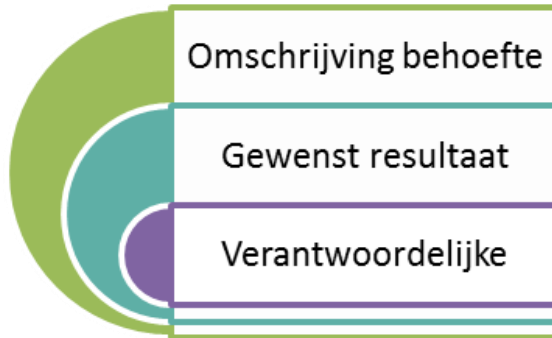 Omschrijving behoefte
Gewenst resultaat
Verantwoordelijke